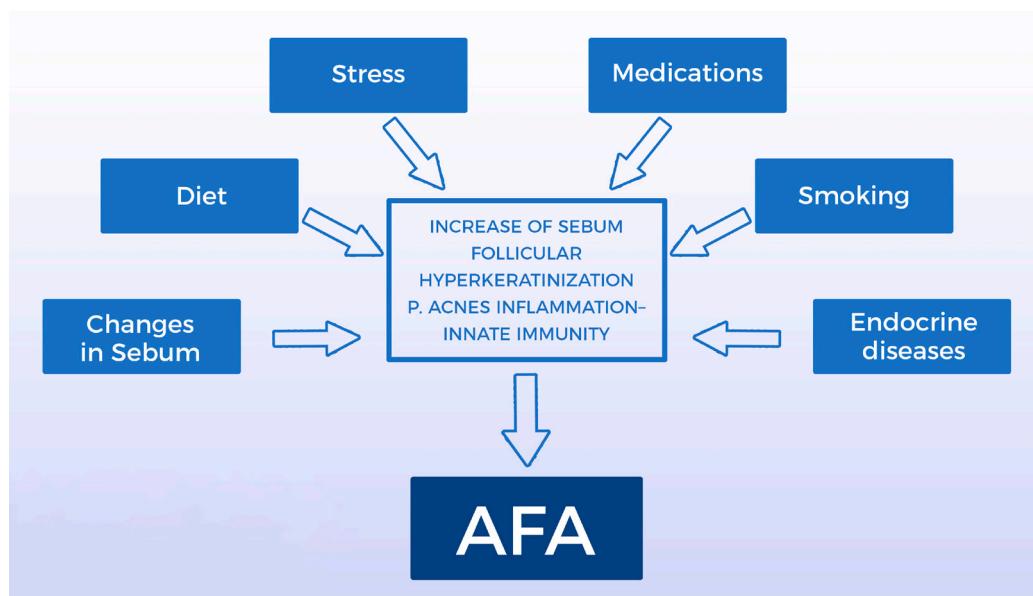 Stress
Medications
Diet
Smoking
INCREASE OF SEBUM
FOLLICULAR
HYPERKERATINIZATION
P. ACNES INFLAMMATION–
INNATE IMMUNITY
Changes
in Sebum
Endocrine
diseases
AFA